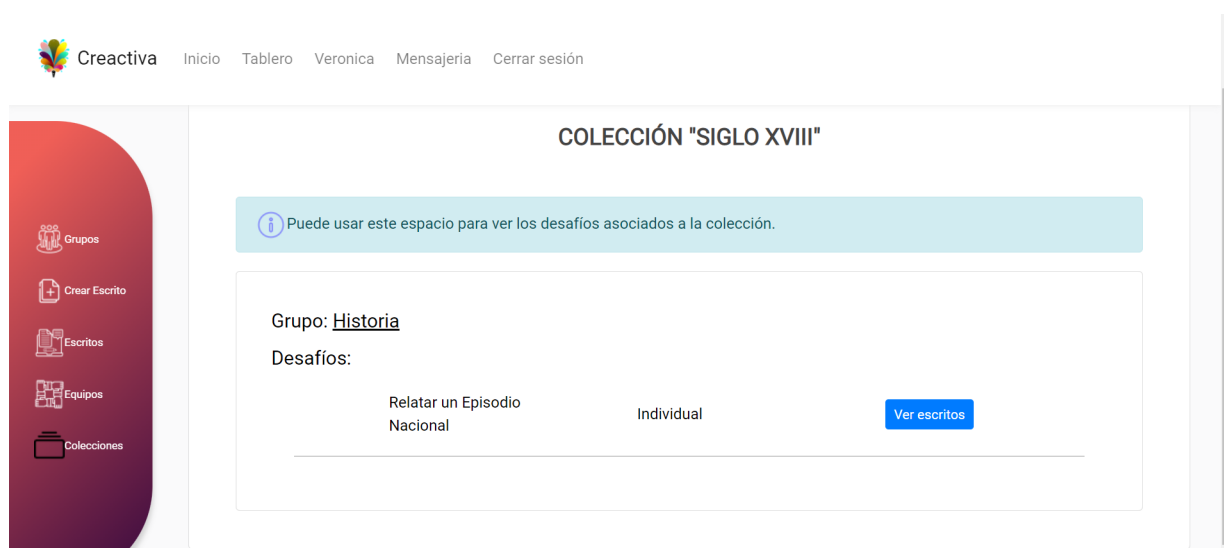 Creactiva Inicio Tablero Veronica Mensajeria Cerrar sesión
COLECCIÓN "SIGLO XVIII"
Puede usar este espacio para ver los desafíos asociados a la colección.
Grupos
Crear Escrito
Escritos
Equipos
Colecciones
Grupo: Historia
Desafíos:
Relatar un Episodio
Nacional
Individual
Ver escritos